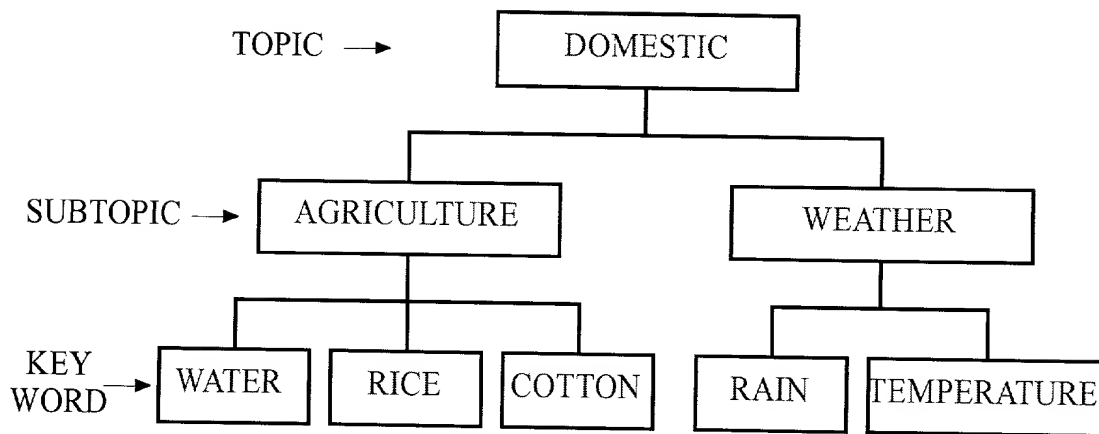 TOPIC
DOMESTIC
SUBTOPIC
AGRICULTURE
WEATHER
KEY
WORD
WATER
RICE
COTTON
RAIN
TEMPERATURE